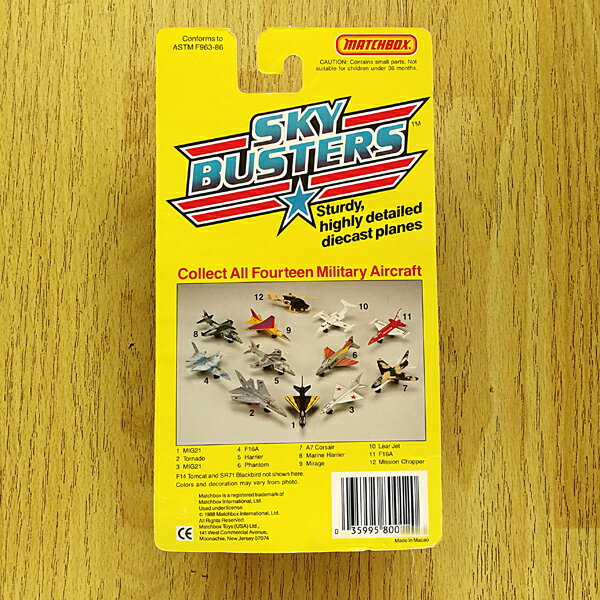 Conforms to
ASTM F963-86
MATCHBOX
CAUTION: Contains small parts. Not
suitable for children under 36 months.
SKY
BUSTERS™
Sturdy,
highly detailed
diecast planes
Collect All Fourteen Military Aircraft
12
10
8
9
11
4
5
6
7
2
1
3
1 MIG21
2 Tornado
3 MIG21
4 F16A
5 Harrier
6 Phantom
7 A7 Corsair
8 Marine Harrier
9 Mirage
10 Lear Jet
11 F16A
12 Mission Chopper
F14 Tomcat and SR71 Blackbird not shown here.
Colors and decoration may vary from photo.
Matchbox is a registered trademark of
Matchbox International, Ltd.
Used under license.
© 1988 Matchbox International, Ltd.
All Rights Reserved.
Matchbox Toys (USA) Ltd.,
141 West Commercial Avenue,
Moonachie, New Jersey 07074
CE
0 35995 800
Made in Macao